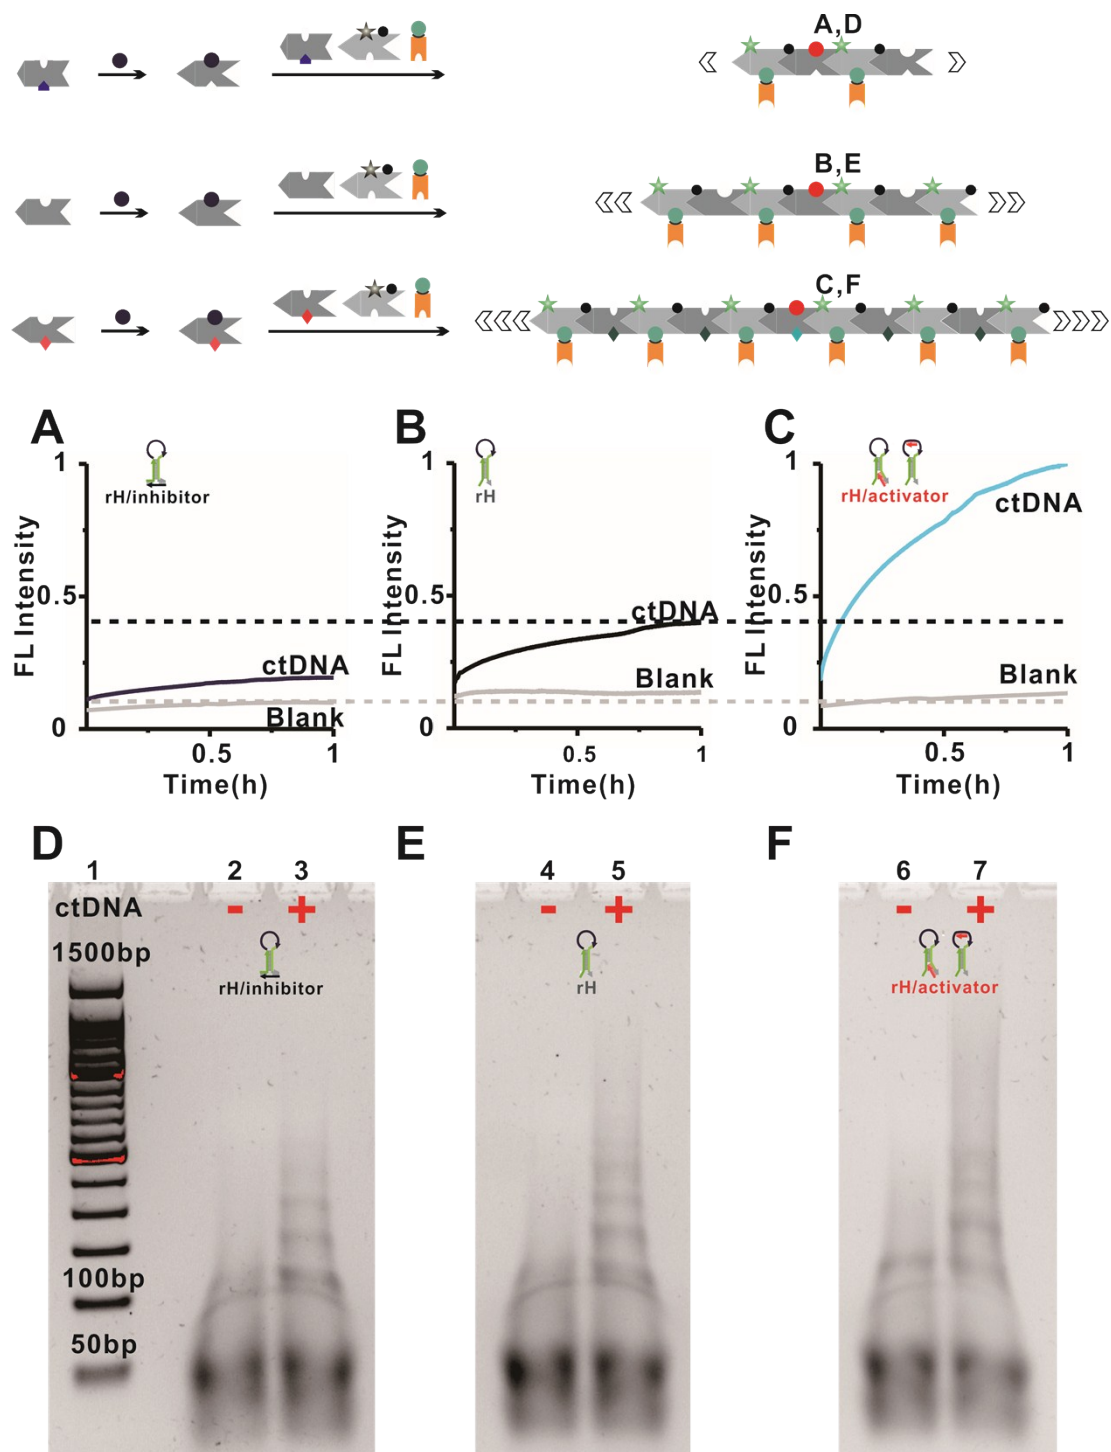 A,D
B,E
C,F
A
B
C
1
rH/inhibitor
0.5
0
FL Intensity
ctDNA
Blank
0.5
1
Time(h)
1
rH
0.5
0
FL Intensity
ctDNA
Blank
0.5
1
Time(h)
1
rH/activator
0.5
0
FL Intensity
ctDNA
Blank
0.5
1
Time(h)
D
E
F
1
2
3
4
5
6
7
ctDNA
-
+
-
+
-
+
1500bp
rH/inhibitor
rH
rH/activator
100bp
50bp